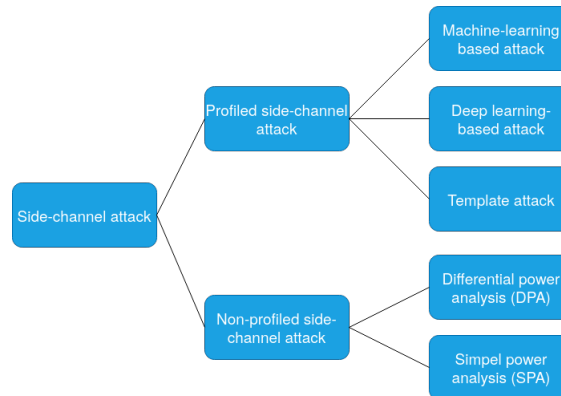 Machine-learning
based attack
Profiled side-channel
attack
Deep learning-
based attack
Template attack
Side-channel attack
Differential power
analysis (DPA)
Non-profiled side-
channel attack
Simpel power
analysis (SPA)